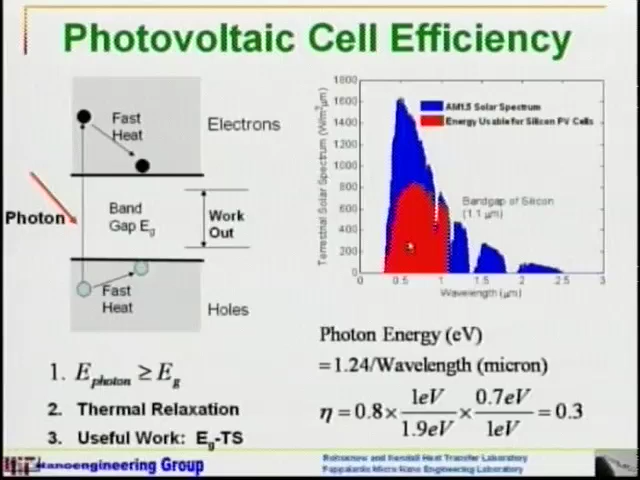 Photovoltaic Cell Efficiency
Fast
Heat
Electrons
Photon
Band
Gap Eg
Work
Out
Fast
Heat
Holes
1. Ephoton ≥ Eg
2. Thermal Relaxation
3. Useful Work: Eg-TS
1800
1600
1400
1200
1000
800
600
400
200
0
0 0.5 1 1.5 2 2.5 3
Terrestrial Solar Spectrum (W/m²μm)
Wavelength (μm)
AM1.5 Solar Spectrum
Energy Usable for Silicon PV Cells
Bandgap of Silicon
(1.1 μm)
Photon Energy (eV)
=1.24/Wavelength (micron)
η = 0.8 × 1eV/1.9eV × 0.7eV/1eV = 0.3
Nanoengineering Group
Rohsenow and Kendall Heat Transfer Laboratory
Pappalardo Micro Nano Engineering Laboratory